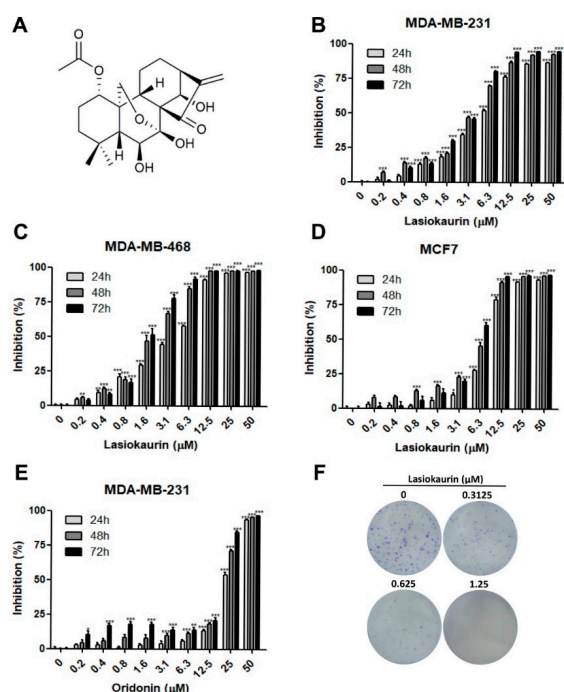 A
O
O
H
OH
O
O
H
OH
OH
B
MDA-MB-231
24h
48h
72h
Inhibition (%)
100
75
50
25
0
0 0.2 0.4 0.8 1.6 3.1 6.3 12.5 25 50
Lasiokaurin (μM)
C
MDA-MB-468
24h
48h
72h
Inhibition (%)
100
75
50
25
0
0 0.2 0.4 0.8 1.6 3.1 6.3 12.5 25 50
Lasiokaurin (μM)
D
MCF7
24h
48h
72h
Inhibition (%)
100
75
50
25
0
0 0.2 0.4 0.8 1.6 3.1 6.3 12.5 25 50
Lasiokaurin (μM)
E
MDA-MB-231
24h
48h
72h
Inhibition (%)
100
75
50
25
0
0 0.2 0.4 0.8 1.6 3.1 6.3 12.5 25 50
Oridonin (μM)
F
Lasiokaurin (μM)
0 0.3125
0.625 1.25